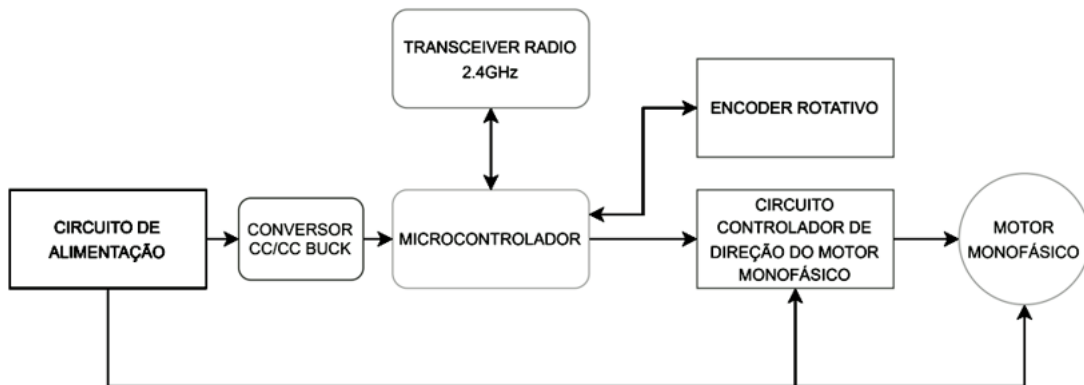 TRANSCEIVER RADIO
2.4GHz
ENCODER ROTATIVO
CIRCUITO DE
ALIMENTAÇÃO
CONVERSOR
CC/CC BUCK
MICROCONTROLADOR
CIRCUITO
CONTROLADOR DE
DIREÇÃO DO MOTOR
MONOFÁSICO
MOTOR
MONOFÁSICO